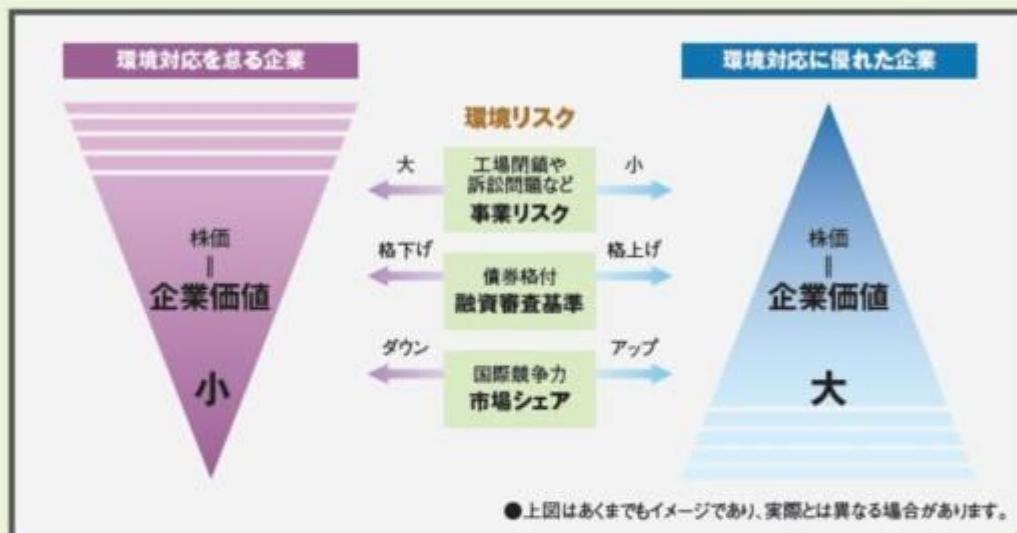 環境対応を怠る企業
環境対応に優れた企業
環境リスク
大
工場閉鎖や
訴訟問題など
事業リスク
小
格下げ
債券格付
融資審査基準
格上げ
ダウン
国際競争力
市場シェア
アップ
株価
||
企業価値
小
株価
||
企業価値
大
●上図はあくまでもイメージであり、実際とは異なる場合があります。